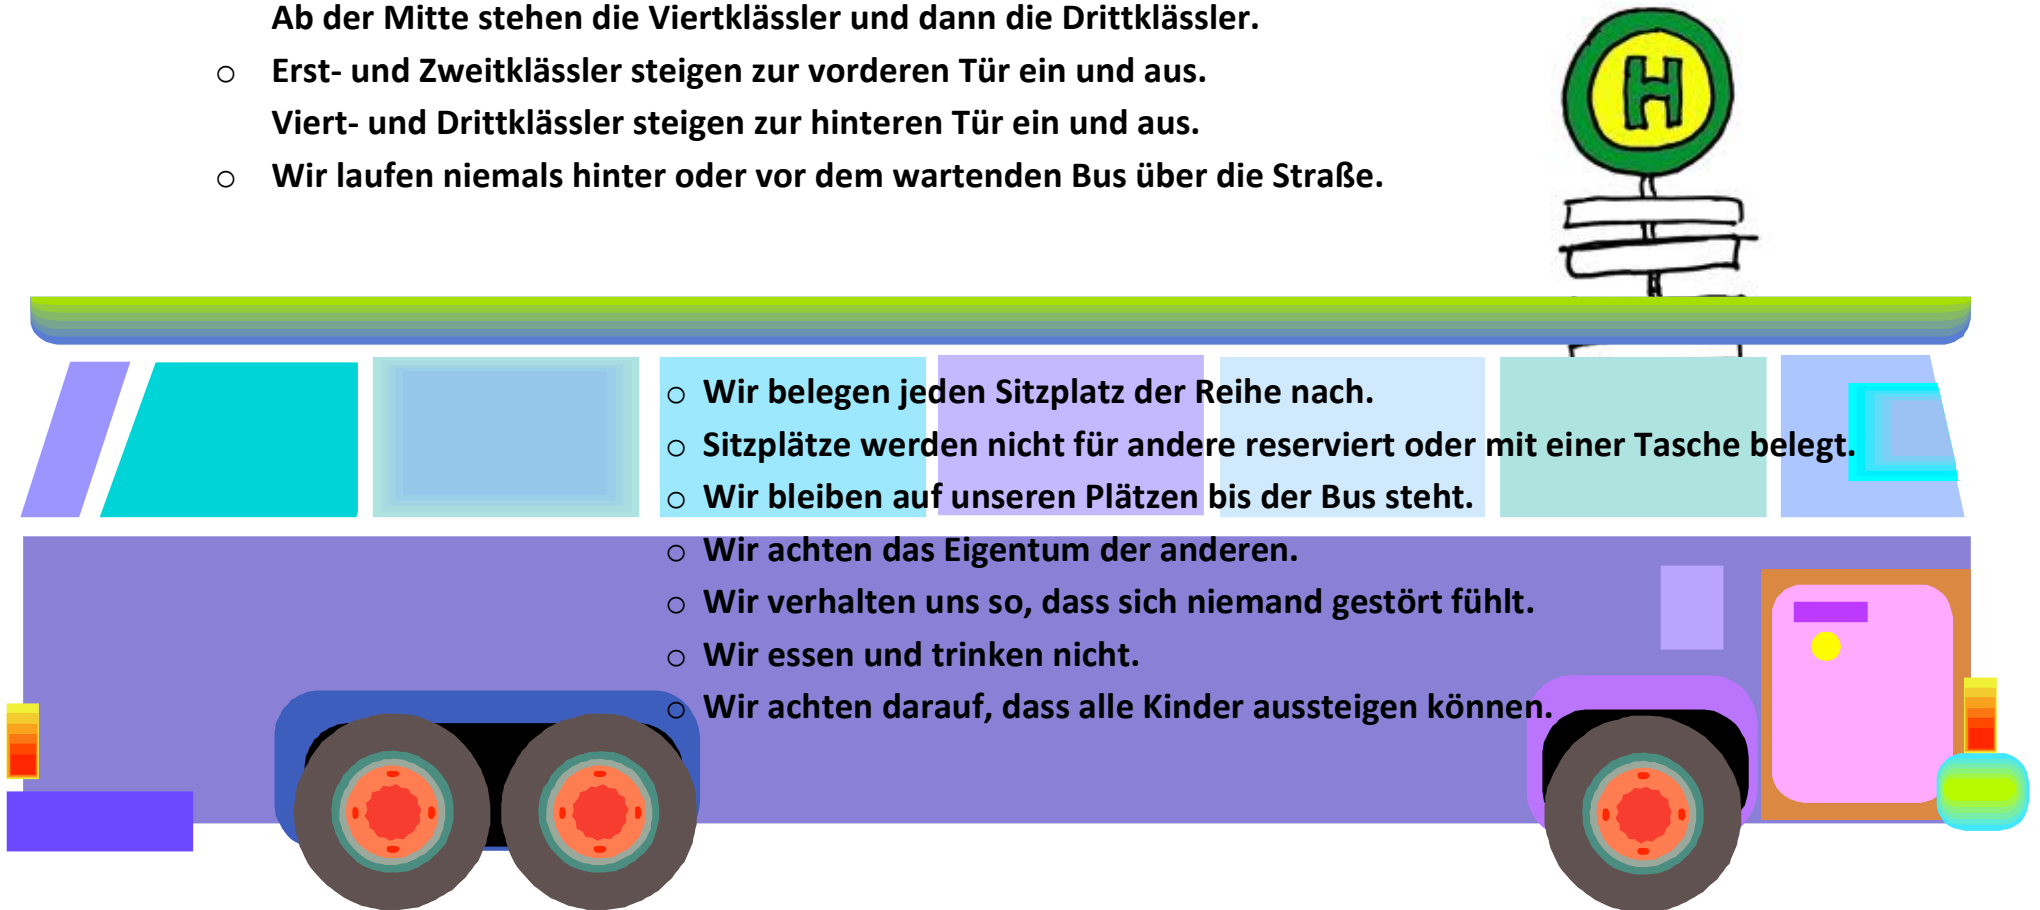 Ab der Mitte stehen die Viertklässler und dann die Drittklässler.
○ Erst- und Zweitklässler steigen zur vorderen Tür ein und aus.
Viert- und Drittklässler steigen zur hinteren Tür ein und aus.
○ Wir laufen niemals hinter oder vor dem wartenden Bus über die Straße.
H
○ Wir belegen jeden Sitzplatz der Reihe nach.
○ Sitzplätze werden nicht für andere reserviert oder mit einer Tasche belegt.
○ Wir bleiben auf unseren Plätzen bis der Bus steht.
○ Wir achten das Eigentum der anderen.
○ Wir verhalten uns so, dass sich niemand gestört fühlt.
○ Wir essen und trinken nicht.
○ Wir achten darauf, dass alle Kinder aussteigen können.